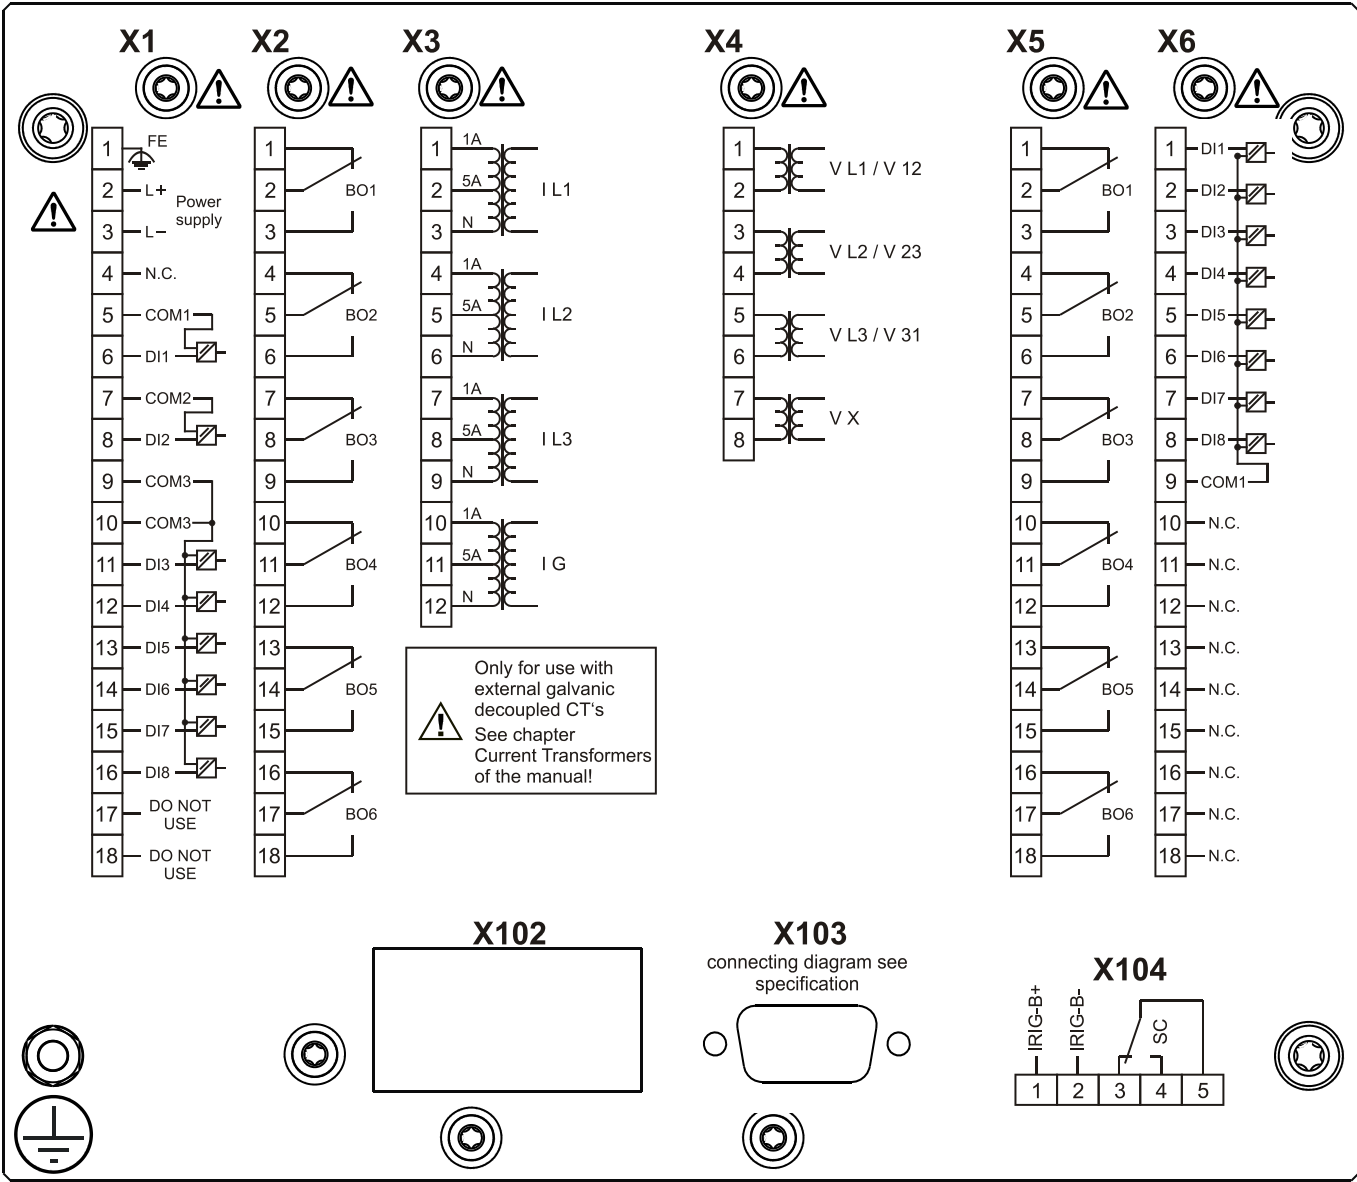 X1
X2
X3
X4
X5
X6
1 FE
2 L+
Power
supply
3 L–
4 N.C.
5 COM1
6 DI1
7 COM2
8 DI2
9 COM3
10 COM3
11 DI3
12 DI4
13 DI5
14 DI6
15 DI7
16 DI8
17 DO NOT
USE
18 DO NOT
USE
1
2 BO1
3
4
5 BO2
6
7
8 BO3
9
10
11 BO4
12
13
14 BO5
15
16
17 BO6
18
1 1A
2 5A I L1
3 N
4 1A
5 5A I L2
6 N
7 1A
8 5A I L3
9 N
10 1A
11 5A I G
12 N
Only for use with
external galvanic
decoupled CT‘s
See chapter
Current Transformers
of the manual!
1
V L1 / V 12
2
3
V L2 / V 23
4
5
V L3 / V 31
6
7
V X
8
1
2 BO1
3
4
5 BO2
6
7
8 BO3
9
10
11 BO4
12
13
14 BO5
15
16
17 BO6
18
1 DI1
2 DI2
3 DI3
4 DI4
5 DI5
6 DI6
7 DI7
8 DI8
9 COM1
10 N.C.
11 N.C.
12 N.C.
13 N.C.
14 N.C.
15 N.C.
16 N.C.
17 N.C.
18 N.C.
X102
X103
connecting diagram see
specification
X104
IRIG-B+
IRIG-B-
SC
1 2 3 4 5